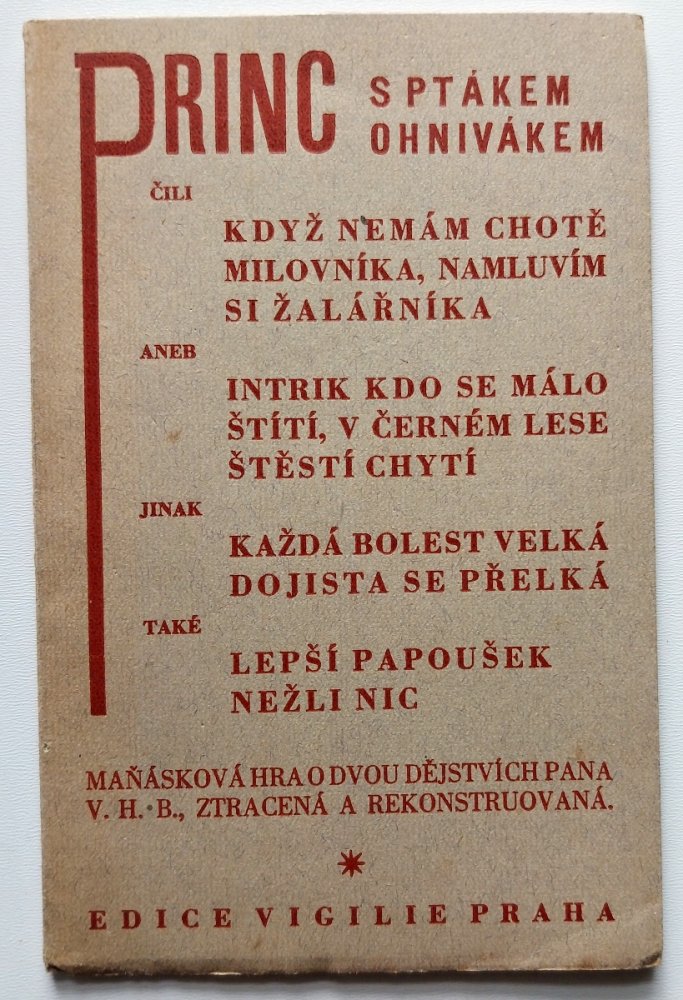 PRINC S PTÁKEM
OHNIVÁKEM
ČILI
KDYŽ NEMÁM CHOTĚ
MILOVNÍKA, NAMLUVÍM
SI ŽALÁŘNÍKA
ANEB
INTRIK KDO SE MÁLO
ŠTÍTÍ, V ČERNÉM LESE
ŠTĚSTÍ CHYTÍ
JINAK
KAŽDÁ BOLEST VELKÁ
DOJISTA SE PŘELKÁ
TAKÉ
LEPŠÍ PAPOUŠEK
NEŽLI NIC
MAŇÁSKOVÁ HRA O DVOU DĚJSTVÍCH PANA
V. H. B., ZTRACENÁ A REKONSTRUOVANÁ.
EDICE VIGILIE PRAHA